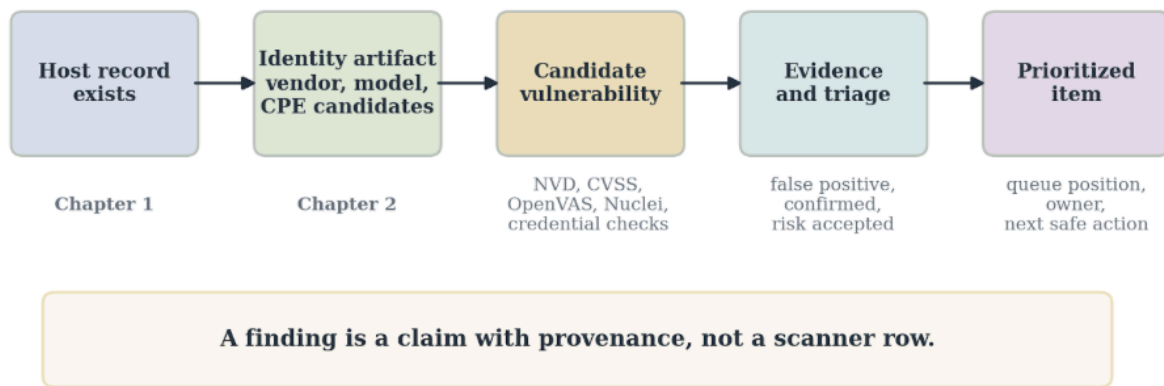 Host record
exists
Identity artifact
vendor, model,
CPE candidates
Candidate
vulnerability
Evidence
and triage
Prioritized
item
Chapter 1
Chapter 2
NVD, CVSS,
OpenVAS, Nuclei,
credential checks
false positive,
confirmed,
risk accepted
queue position,
owner,
next safe action
A finding is a claim with provenance, not a scanner row.